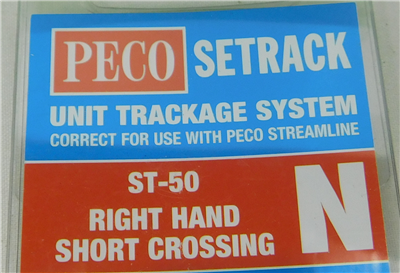 PECO SETRACK
UNIT TRACKAGE SYSTEM
CORRECT FOR USE WITH PECO STREAMLINE
ST-50
RIGHT HAND
SHORT CROSSING
N